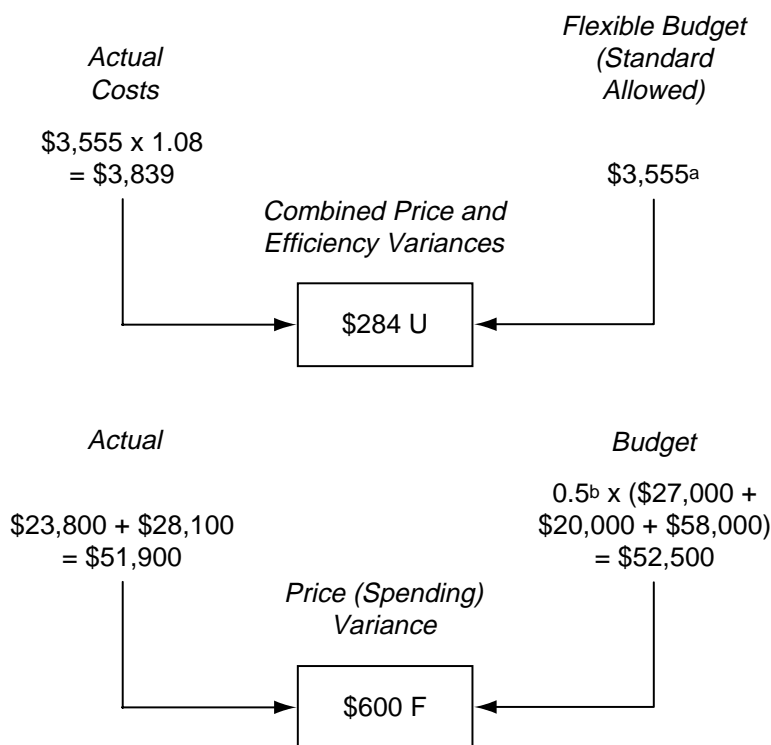 Actual
Costs
Flexible Budget
(Standard
Allowed)
$3,555 x 1.08
= $3,839
$3,555a
Combined Price and
Efficiency Variances
$284 U
Actual
Budget
$23,800 + $28,100
= $51,900
0.5b x ($27,000 +
$20,000 + $58,000)
= $52,500
Price (Spending)
Variance
$600 F